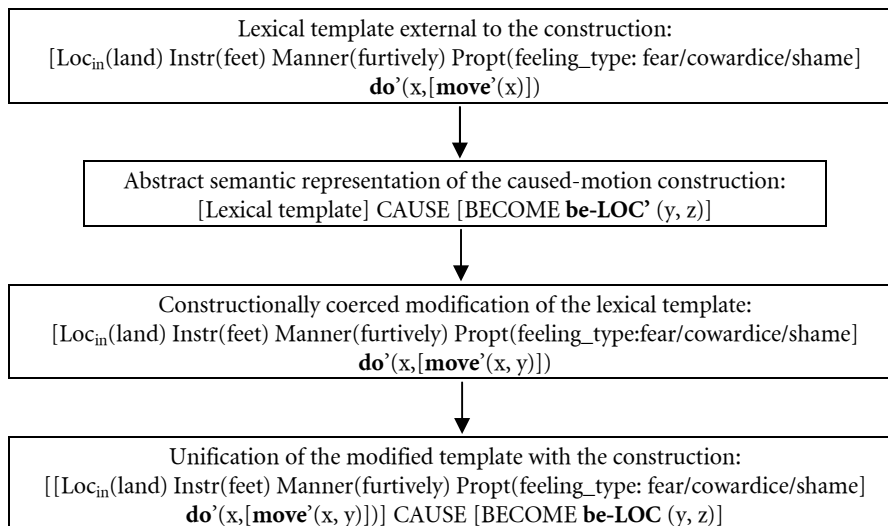 Lexical template external to the construction:
[Loc_in(land) Instr(feet) Manner(furtively) Propt(feeling_type: fear/cowardice/shame]
do’(x,[move’(x)])
Abstract semantic representation of the caused-motion construction:
[Lexical template] CAUSE [BECOME be-LOC’ (y, z)]
Constructionally coerced modification of the lexical template:
[Loc_in(land) Instr(feet) Manner(furtively) Propt(feeling_type:fear/cowardice/shame]
do’(x,[move’(x, y)])
Unification of the modified template with the construction:
[[Loc_in(land) Instr(feet) Manner(furtively) Propt(feeling_type: fear/cowardice/shame]
do’(x,[move’(x, y)])] CAUSE [BECOME be-LOC (y, z)]